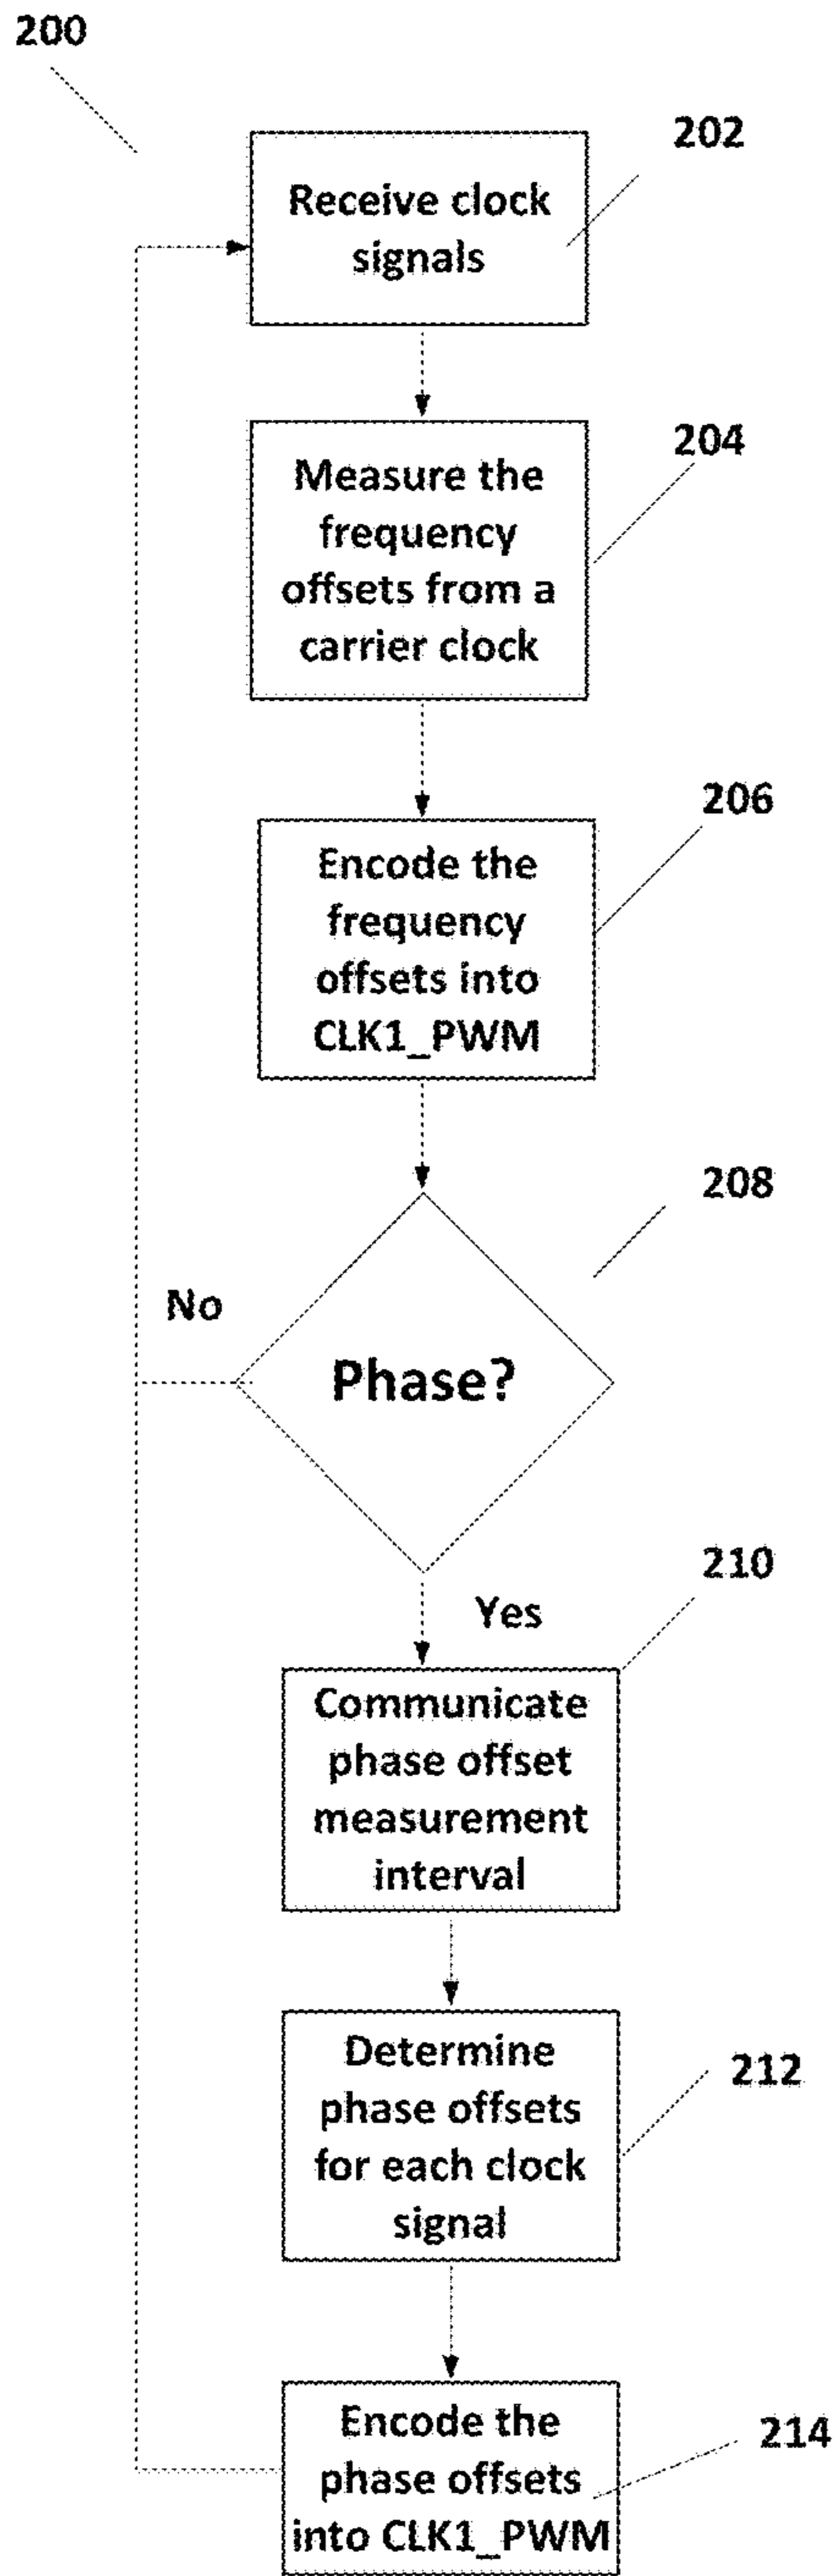 200
202
Receive clock
signals
204
Measure the
frequency
offsets from a
carrier clock
206
Encode the
frequency
offsets into
CLK1_PWM
208
No
Phase?
210
Yes
Communicate
phase offset
measurement
interval
Determine
phase offsets
for each clock
signal
212
Encode the
phase offsets
into CLK1_PWM
214